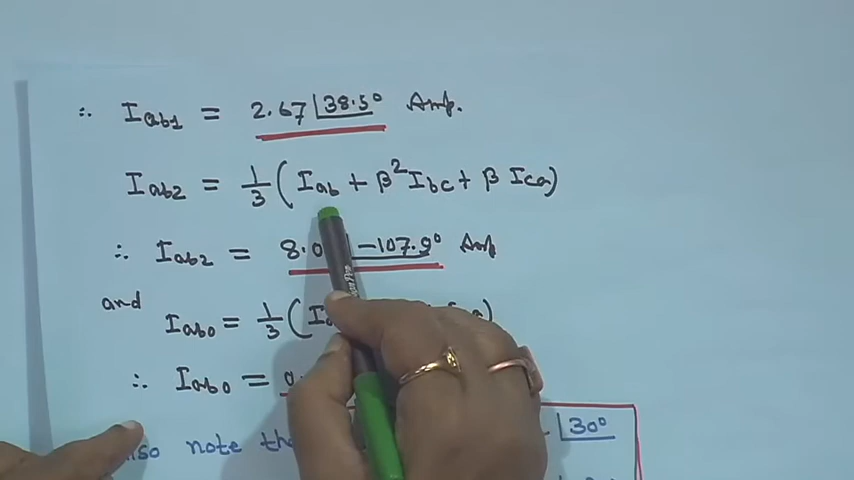 ∴ Iab1 = 2.67∠38.5° Amp.
Iab2 = 1/3 (Iab + β² Ibc + β Ica)
∴ Iab2 = 8.0 ∠-107.9° Amp
and
Iab0 = 1/3 (
∴ Iab0 =
note ∠30°